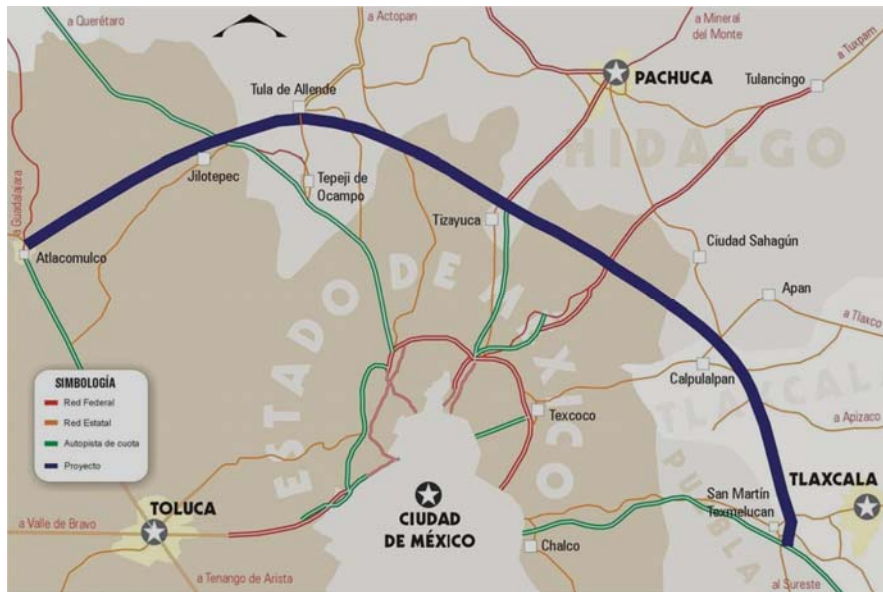 a Querétaro
a Actopan
a Mineral
del Monte
a Tuxpam
Tula de Allende
PACHUCA
Tulancingo
HIDALGO
Jilotepec
Tepeji de
Ocampo
a Guadalajara
Tizayuca
Atlacomulco
Ciudad Sahagún
Apan
a Tlaxco
ESTADO DE MÉXICO
SIMBOLOGÍA
Red Federal
Red Estatal
Autopista de cuota
Proyecto
Calpulalpan
TLAXCALA
Texcoco
a Apizaco
PUEBLA
TOLUCA
CIUDAD
DE MÉXICO
San Martín
Texmelucan
TLAXCALA
a Valle de Bravo
Chalco
a Tenango de Arista
al Sureste